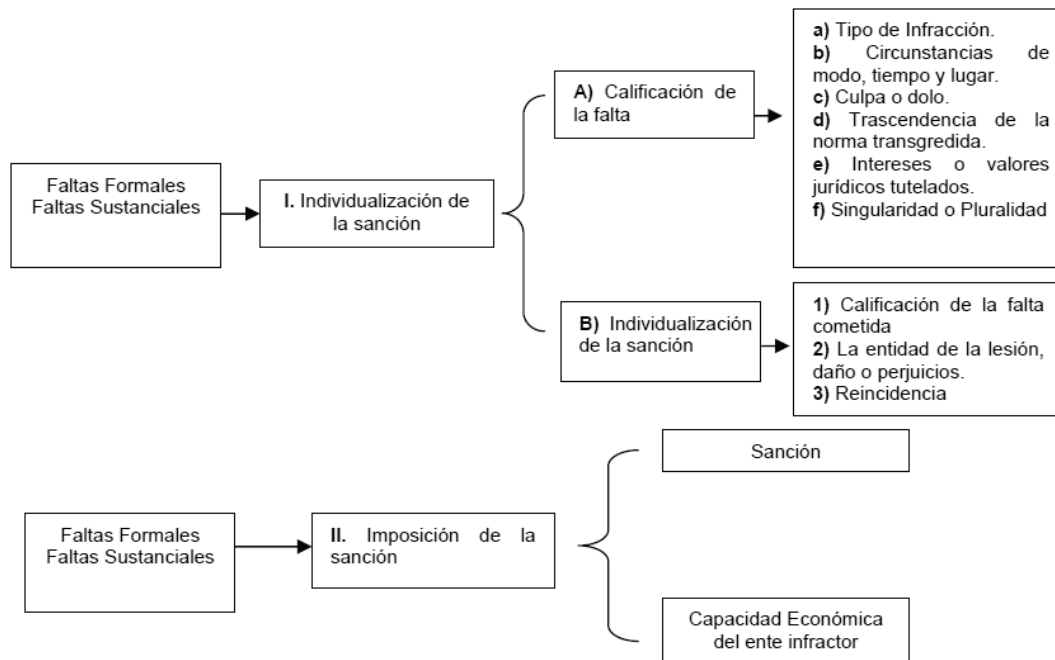 Faltas Formales
Faltas Sustanciales
I. Individualización de
la sanción
A) Calificación de
la falta
a) Tipo de Infracción.
b) Circunstancias de
modo, tiempo y lugar.
c) Culpa o dolo.
d) Trascendencia de la
norma transgredida.
e) Intereses o valores
jurídicos tutelados.
f) Singularidad o Pluralidad
B) Individualización
de la sanción
1) Calificación de la falta
cometida
2) La entidad de la lesión,
daño o perjuicios.
3) Reincidencia
Faltas Formales
Faltas Sustanciales
II. Imposición de la
sanción
Sanción
Capacidad Económica
del ente infractor